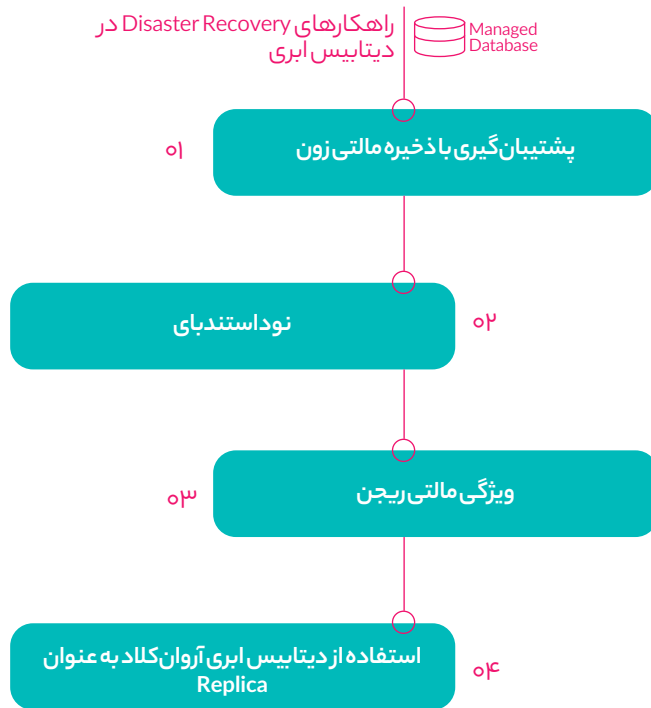 راهکارهای Disaster Recovery در
دیتابیس ابری
Managed
Database
۰۱
پشتیبان‌گیری با ذخیره مالتی زون
۰۲
نود استندبای
۰۳
ویژگی مالتی ریجن
۰۴
استفاده از دیتابیس ابری آروان‌کلاد به عنوان
Replica